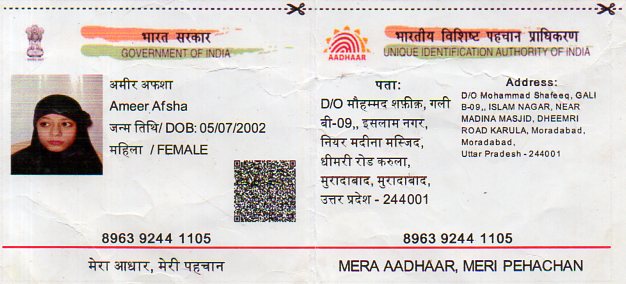 भारत सरकार
GOVERNMENT OF INDIA
अमीर अफशा
Ameer Afsha
जन्म तिथि/ DOB: 05/07/2002
महिला / FEMALE
8963 9244 1105
मेरा आधार, मेरी पहचान
AADHAAR
भारतीय विशिष्ट पहचान प्राधिकरण
UNIQUE IDENTIFICATION AUTHORITY OF INDIA
पता:
D/O मौहम्मद शफ़ीक़, गली
बी-09,, इसलाम नगर,
नियर मदीना मस्जिद,
धीमरी रोड करुला,
मुरादाबाद, मुरादाबाद,
उत्तर प्रदेश - 244001
Address:
D/O Mohammad Shafeeq, GALI
B-09,, ISLAM NAGAR, NEAR
MADINA MASJID, DHEEMRI
ROAD KARULA, Moradabad,
Moradabad,
Uttar Pradesh - 244001
8963 9244 1105
MERA AADHAAR, MERI PEHACHAN